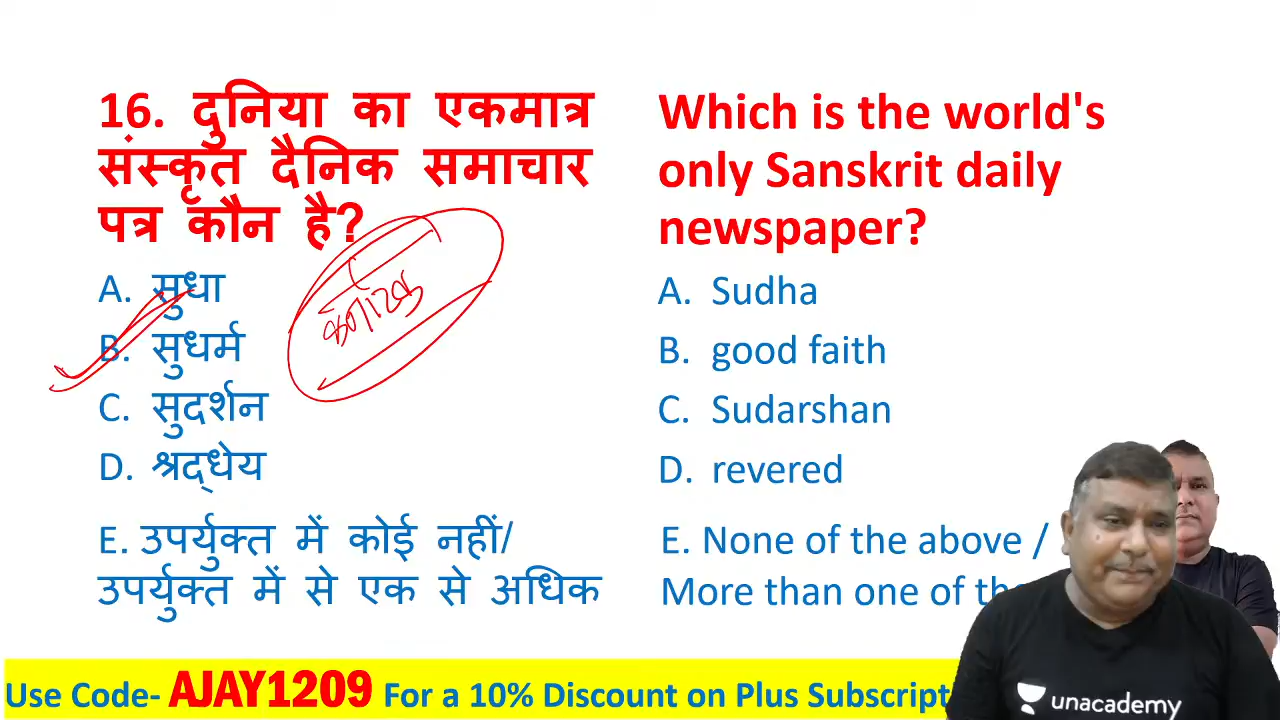 16. दुनिया का एकमात्र
संस्कृत दैनिक समाचार
पत्र कौन है?
A. सुधा
B. सुधर्म
C. सुदर्शन
D. श्रद्धेय
E. उपर्युक्त में कोई नहीं/
उपर्युक्त में से एक से अधिक
Which is the world's
only Sanskrit daily
newspaper?
A. Sudha
B. good faith
C. Sudarshan
D. revered
E. None of the above /
More than one of
Use Code- AJAY1209 For a 10% Discount on Plus
unacademy